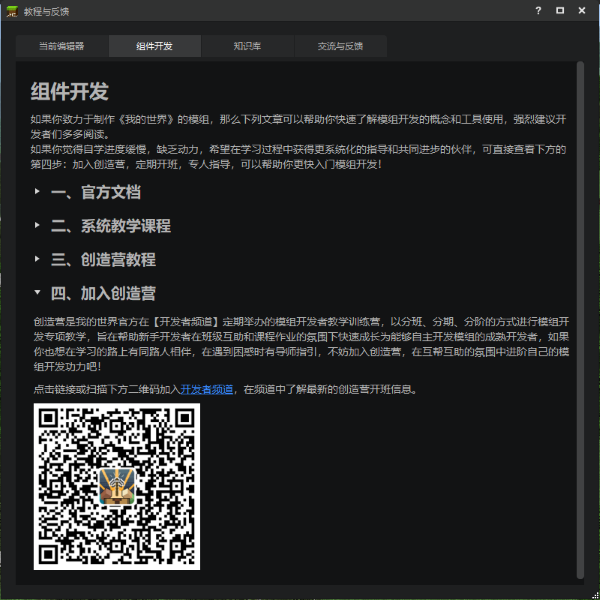 教程与反馈
当前编辑器
组件开发
知识库
交流与反馈
组件开发
如果你致力于制作《我的世界》的模组，那么下列文章可以帮助你快速了解模组开发的概念和工具使用，强烈建议开
发者们多多阅读。
如果你觉得自学进度缓慢，缺乏动力，希望在学习过程中获得更系统化的指导和共同进步的伙伴，可直接查看下方的
第四步：加入创造营，定期开班，专人指导，可以帮助你更快入门模组开发！
一、官方文档
二、系统教学课程
三、创造营教程
四、加入创造营
创造营是我的世界官方在【开发者频道】定期举办的模组开发者教学训练营，以分班、分期、分阶的方式进行模组开
发专项教学，旨在帮助新手开发者在班级互动和课程作业的氛围下快速成长为能够自主开发模组的成熟开发者，如果
你也想在学习的路上有同路人相伴，在遇到困惑时有导师指引，不妨加入创造营，在互帮互助的氛围中进阶自己的模
组开发功力吧！
点击链接或扫描下方二维码加入开发者频道，在频道中了解最新的创造营开班信息。